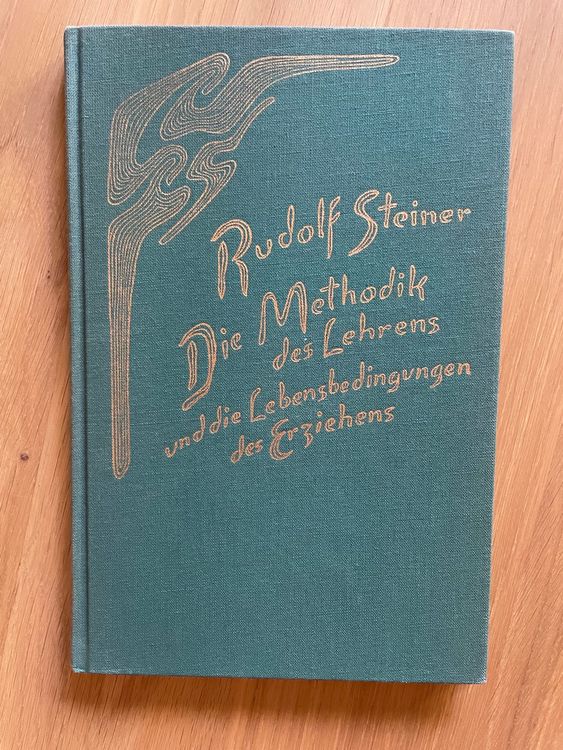 Rudolf Steiner
Die Methodik
des Lehrens
und die Lebensbedingungen
des Erziehens